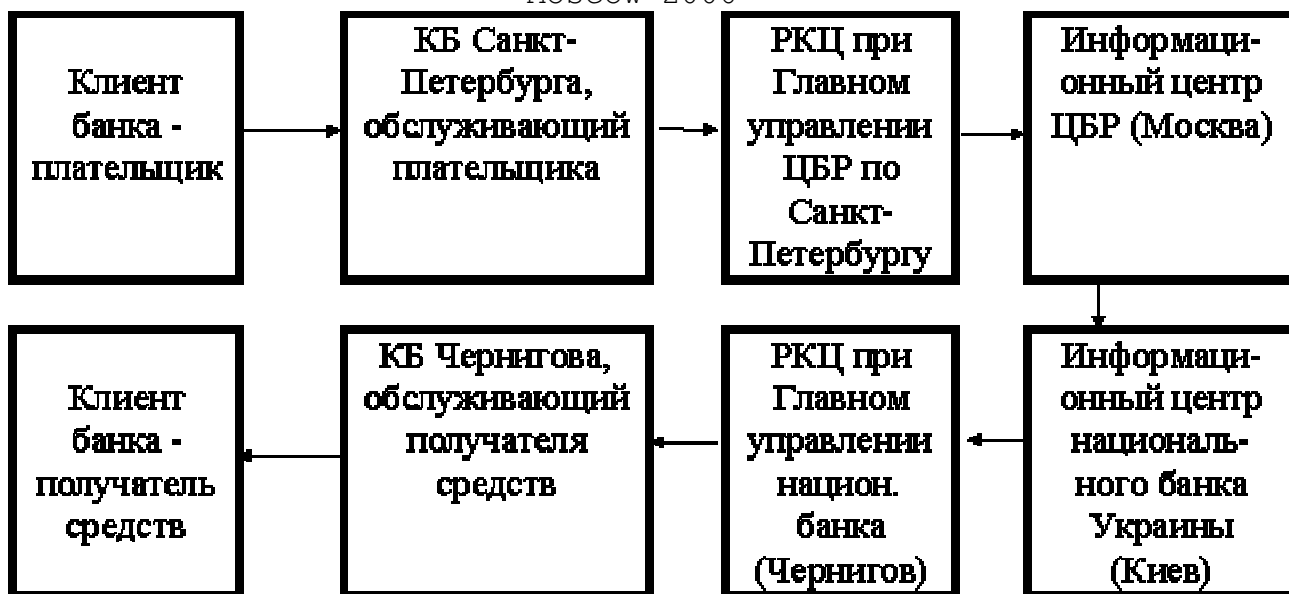 Moscow 2006
Клиент
банка -
плательщик
КБ Санкт-
Петербурга,
обслуживающий
плательщика
РКЦ при
Главном
управлении
ЦБР по
Санкт-
Петербургу
Информаци-
онный центр
ЦБР (Москва)
Клиент
банка -
получатель
средств
КБ Чернигова,
обслуживающий
получателя
средств
РКЦ при
Главном
управлении
национ.
банка
(Чернигов)
Информаци-
онный центр
националь-
ного банка
Украины
(Киев)